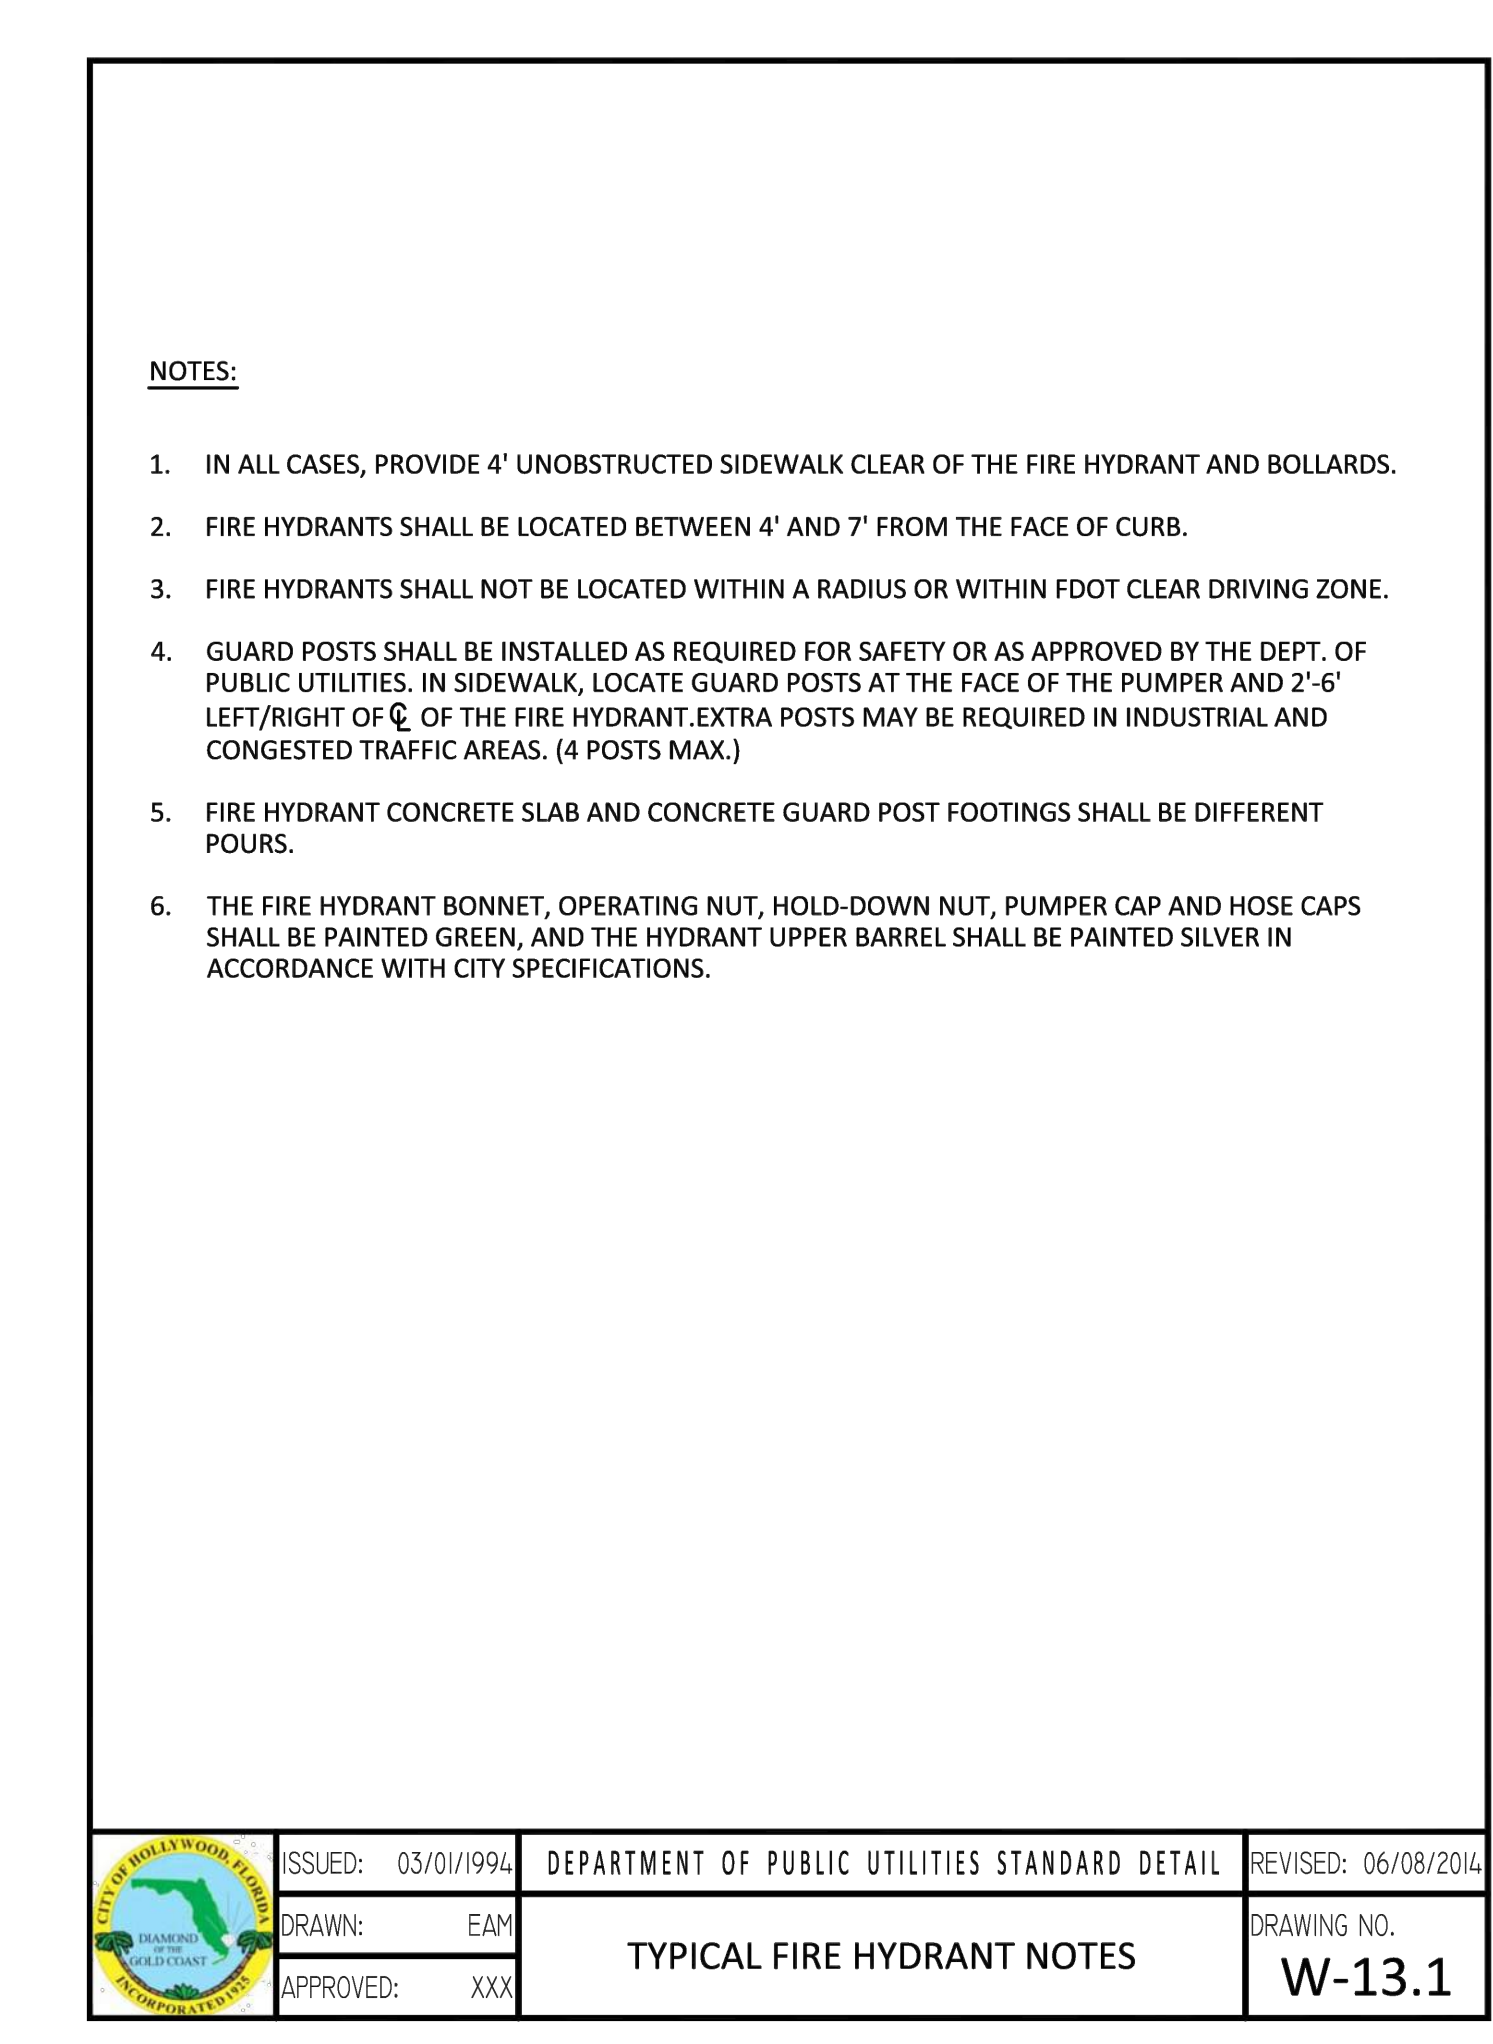 NOTES:
1. IN ALL CASES, PROVIDE 4' UNOBSTRUCTED SIDEWALK CLEAR OF THE FIRE HYDRANT AND BOLLARDS.
2. FIRE HYDRANTS SHALL BE LOCATED BETWEEN 4' AND 7' FROM THE FACE OF CURB.
3. FIRE HYDRANTS SHALL NOT BE LOCATED WITHIN A RADIUS OR WITHIN FDOT CLEAR DRIVING ZONE.
4. GUARD POSTS SHALL BE INSTALLED AS REQUIRED FOR SAFETY OR AS APPROVED BY THE DEPT. OF
PUBLIC UTILITIES. IN SIDEWALK, LOCATE GUARD POSTS AT THE FACE OF THE PUMPER AND 2'-6'
LEFT/RIGHT OF ℄ OF THE FIRE HYDRANT.EXTRA POSTS MAY BE REQUIRED IN INDUSTRIAL AND
CONGESTED TRAFFIC AREAS. (4 POSTS MAX.)
5. FIRE HYDRANT CONCRETE SLAB AND CONCRETE GUARD POST FOOTINGS SHALL BE DIFFERENT
POURS.
6. THE FIRE HYDRANT BONNET, OPERATING NUT, HOLD-DOWN NUT, PUMPER CAP AND HOSE CAPS
SHALL BE PAINTED GREEN, AND THE HYDRANT UPPER BARREL SHALL BE PAINTED SILVER IN
ACCORDANCE WITH CITY SPECIFICATIONS.
CITY OF HOLLYWOOD, FLORIDA
DIAMOND
OF THE
GOLD COAST
INCORPORATED 1925
ISSUED: 03/01/1994
DRAWN: EAM
APPROVED: XXX
DEPARTMENT OF PUBLIC UTILITIES STANDARD DETAIL
TYPICAL FIRE HYDRANT NOTES
REVISED: 06/08/2014
DRAWING NO.
W-13.1